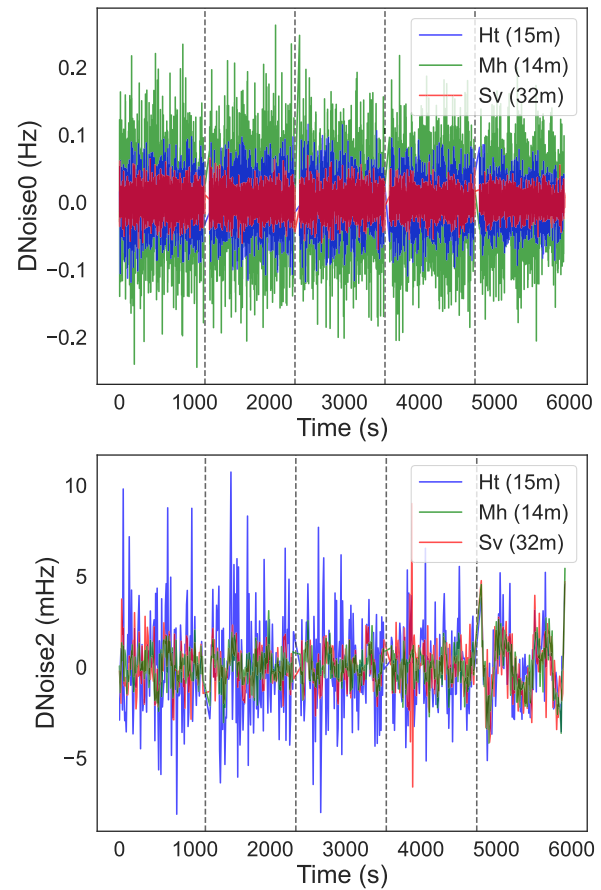 DNoise0 (Hz)
0.2
0.1
0.0
−0.1
−0.2
Ht (15m)
Mh (14m)
Sv (32m)
0 1000 2000 3000 4000 5000 6000
Time (s)
DNoise2 (mHz)
10
5
0
−5
Ht (15m)
Mh (14m)
Sv (32m)
0 1000 2000 3000 4000 5000 6000
Time (s)